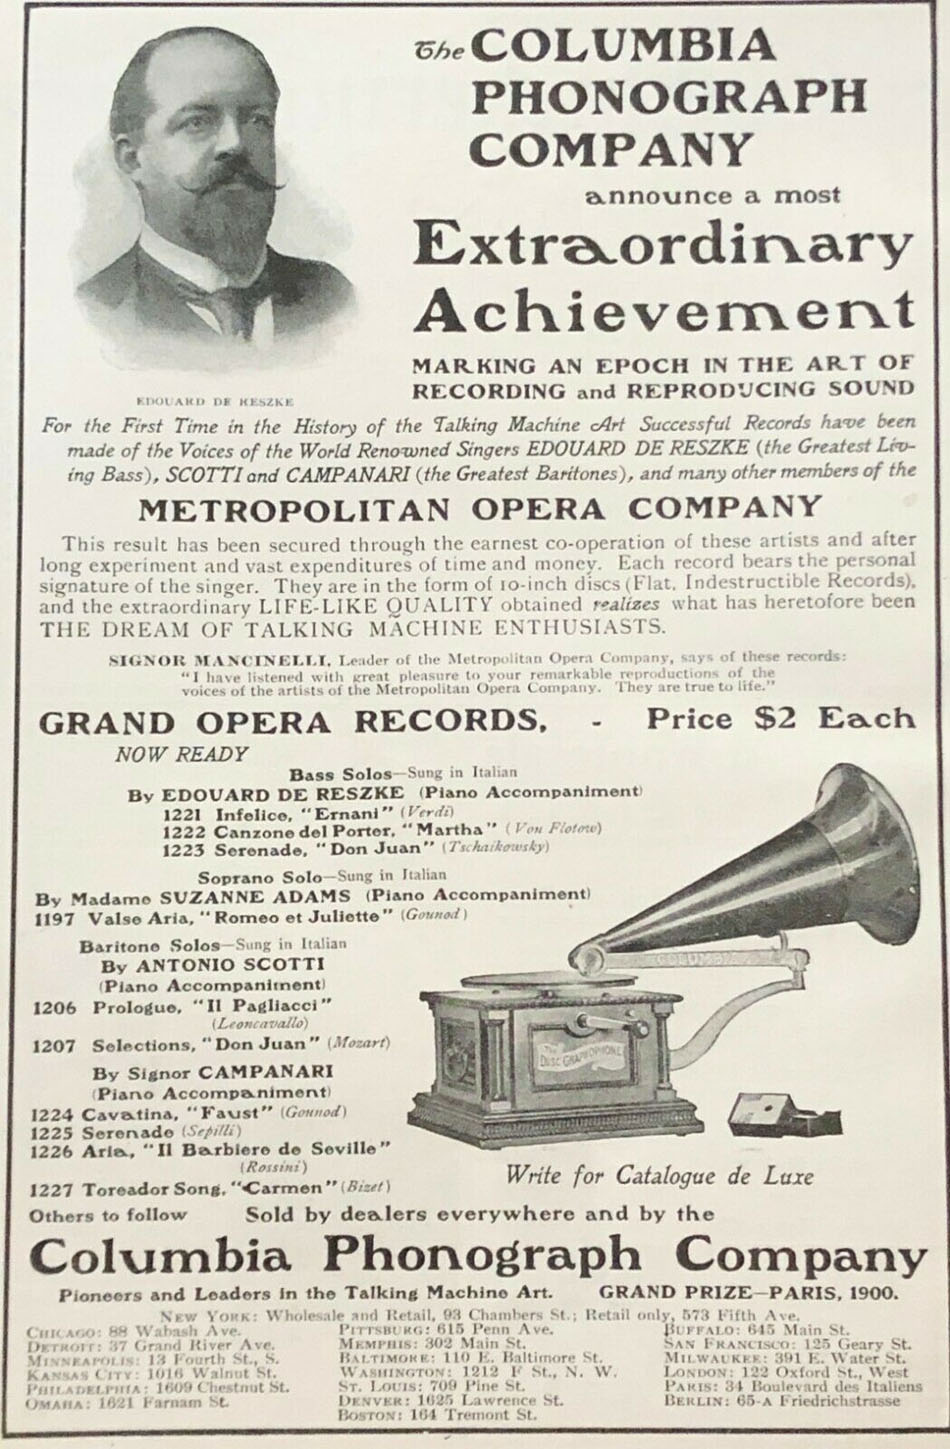 The COLUMBIA
PHONOGRAPH
COMPANY
announce a most
Extraordinary
Achievement
MARKING AN EPOCH IN THE ART OF
RECORDING and REPRODUCING SOUND
EDOUARD DE RESZKE
For the First Time in the History of the Talking Machine Art Successful Records have been
made of the Voices of the World Renowned Singers EDOUARD DE RESZKE (the Greatest Liv-
ing Bass), SCOTTI and CAMPANARI (the Greatest Baritones), and many other members of the
METROPOLITAN OPERA COMPANY
This result has been secured through the earnest co-operation of these artists and after
long experiment and vast expenditures of time and money. Each record bears the personal
signature of the singer. They are in the form of 10-inch discs (Flat, Indestructible Records),
and the extraordinary LIFE-LIKE QUALITY obtained realizes what has heretofore been
THE DREAM OF TALKING MACHINE ENTHUSIASTS.
SIGNOR MANCINELLI, Leader of the Metropolitan Opera Company, says of these records:
"I have listened with great pleasure to your remarkable reproductions of the
voices of the artists of the Metropolitan Opera Company. They are true to life."
GRAND OPERA RECORDS, - Price $2 Each
NOW READY
Bass Solos—Sung in Italian
By EDOUARD DE RESZKE (Piano Accompaniment)
1221 Infelice, "Ernani" (Verdi)
1222 Canzone del Porter, "Martha" (Von Flotow)
1223 Serenade, "Don Juan" (Tschaikowsky)
Soprano Solo—Sung in Italian
By Madame SUZANNE ADAMS (Piano Accompaniment)
1197 Valse Aria, "Romeo et Juliette" (Gounod)
Baritone Solos—Sung in Italian
By ANTONIO SCOTTI
(Piano Accompaniment)
1206 Prologue, "Il Pagliacci"
(Leoncavallo)
1207 Selections, "Don Juan" (Mozart)
By Signor CAMPANARI
(Piano Accompaniment)
1224 Cavatina, "Faust" (Gounod)
1225 Serenade (Sepilli)
1226 Aria, "Il Barbiere de Seville"
(Rossini)
1227 Toreador Song, "Carmen" (Bizet)
COLUMBIA
The
DISC GRAPHOPHONE
Write for Catalogue de Luxe
Others to follow Sold by dealers everywhere and by the
Columbia Phonograph Company
Pioneers and Leaders in the Talking Machine Art. GRAND PRIZE—PARIS, 1900.
NEW YORK: Wholesale and Retail, 93 Chambers St.; Retail only, 573 Fifth Ave.
CHICAGO: 88 Wabash Ave.
DETROIT: 37 Grand River Ave.
MINNEAPOLIS: 13 Fourth St., S.
KANSAS CITY: 1016 Walnut St.
PHILADELPHIA: 1609 Chestnut St.
OMAHA: 1621 Farnam St.
PITTSBURG: 615 Penn Ave.
MEMPHIS: 302 Main St.
BALTIMORE: 110 E. Baltimore St.
WASHINGTON: 1212 F St., N. W.
ST. LOUIS: 709 Pine St.
DENVER: 1625 Lawrence St.
BOSTON: 164 Tremont St.
BUFFALO: 645 Main St.
SAN FRANCISCO: 125 Geary St.
MILWAUKEE: 391 E. Water St.
LONDON: 122 Oxford St., West
PARIS: 34 Boulevard des Italiens
BERLIN: 65-A Friedrichstrasse